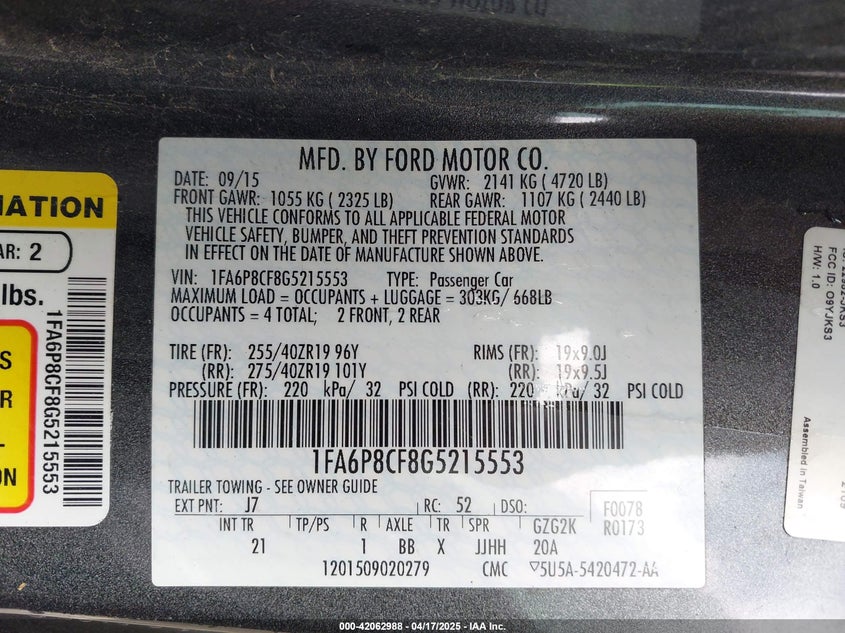 MFD. BY FORD MOTOR CO.
DATE: 09/15 GVWR: 2141 KG ( 4720 LB)
FRONT GAWR: 1055 KG ( 2325 LB) REAR GAWR: 1107 KG ( 2440 LB)
THIS VEHICLE CONFORMS TO ALL APPLICABLE FEDERAL MOTOR
VEHICLE SAFETY, BUMPER, AND THEFT PREVENTION STANDARDS
IN EFFECT ON THE DATE OF MANUFACTURE SHOWN ABOVE.
VIN: 1FA6P8CF8G5215553 TYPE: Passenger Car
MAXIMUM LOAD = OCCUPANTS + LUGGAGE = 303KG/ 668LB
OCCUPANTS = 4 TOTAL; 2 FRONT, 2 REAR
TIRE (FR): 255/40ZR19 96Y RIMS (FR): 19x9.0J
(RR): 275/40ZR19 101Y (RR): 19x9.5J
PRESSURE (FR): 220 kPa/ 32 PSI COLD (RR): 220 kPa/ 32 PSI COLD
1FA6P8CF8G5215553
TRAILER TOWING - SEE OWNER GUIDE
EXT PNT: J7 RC: 52 DSO: F0078
INT TR TP/PS R AXLE TR SPR GZG2K R0173
21 1 BB X JJHH 20A
1201509020279 CMC ▽5U5A-5420472-AA
AR: 2
lbs.
ON
1FA6P8CF8G5215553
FCC ID: O9YJKS3
H/W: 1.0
Assembled in Taiwan
000-42062988 - 04/17/2025 - IAA Inc.